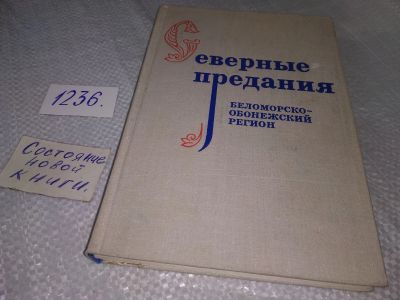 Северные
предания
БЕЛОМОРСКО-
ОБОНЕЖСКИЙ
РЕГИОН
1236.
Состояние
новой
книги.